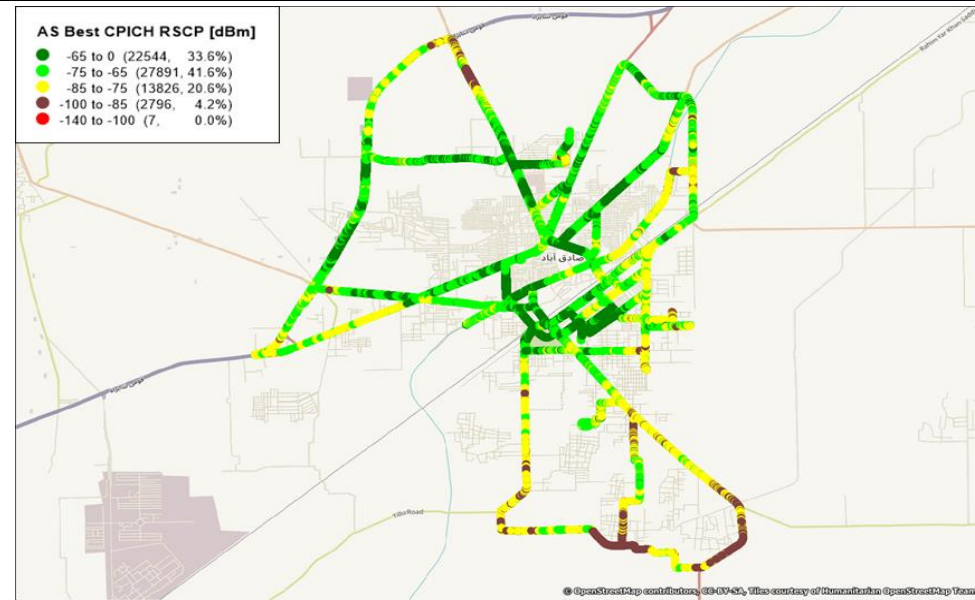 AS Best CPICH RSCP [dBm]
-65 to 0 (22544, 33.6%)
-75 to -65 (27891, 41.6%)
-85 to -75 (13826, 20.6%)
-100 to -85 (2796, 4.2%)
-140 to -100 (7, 0.0%)
صادق آباد
Tillu Road
© OpenStreetMap contributors, CC-BY-SA, Tiles courtesy of Humanitarian OpenStreetMap Team